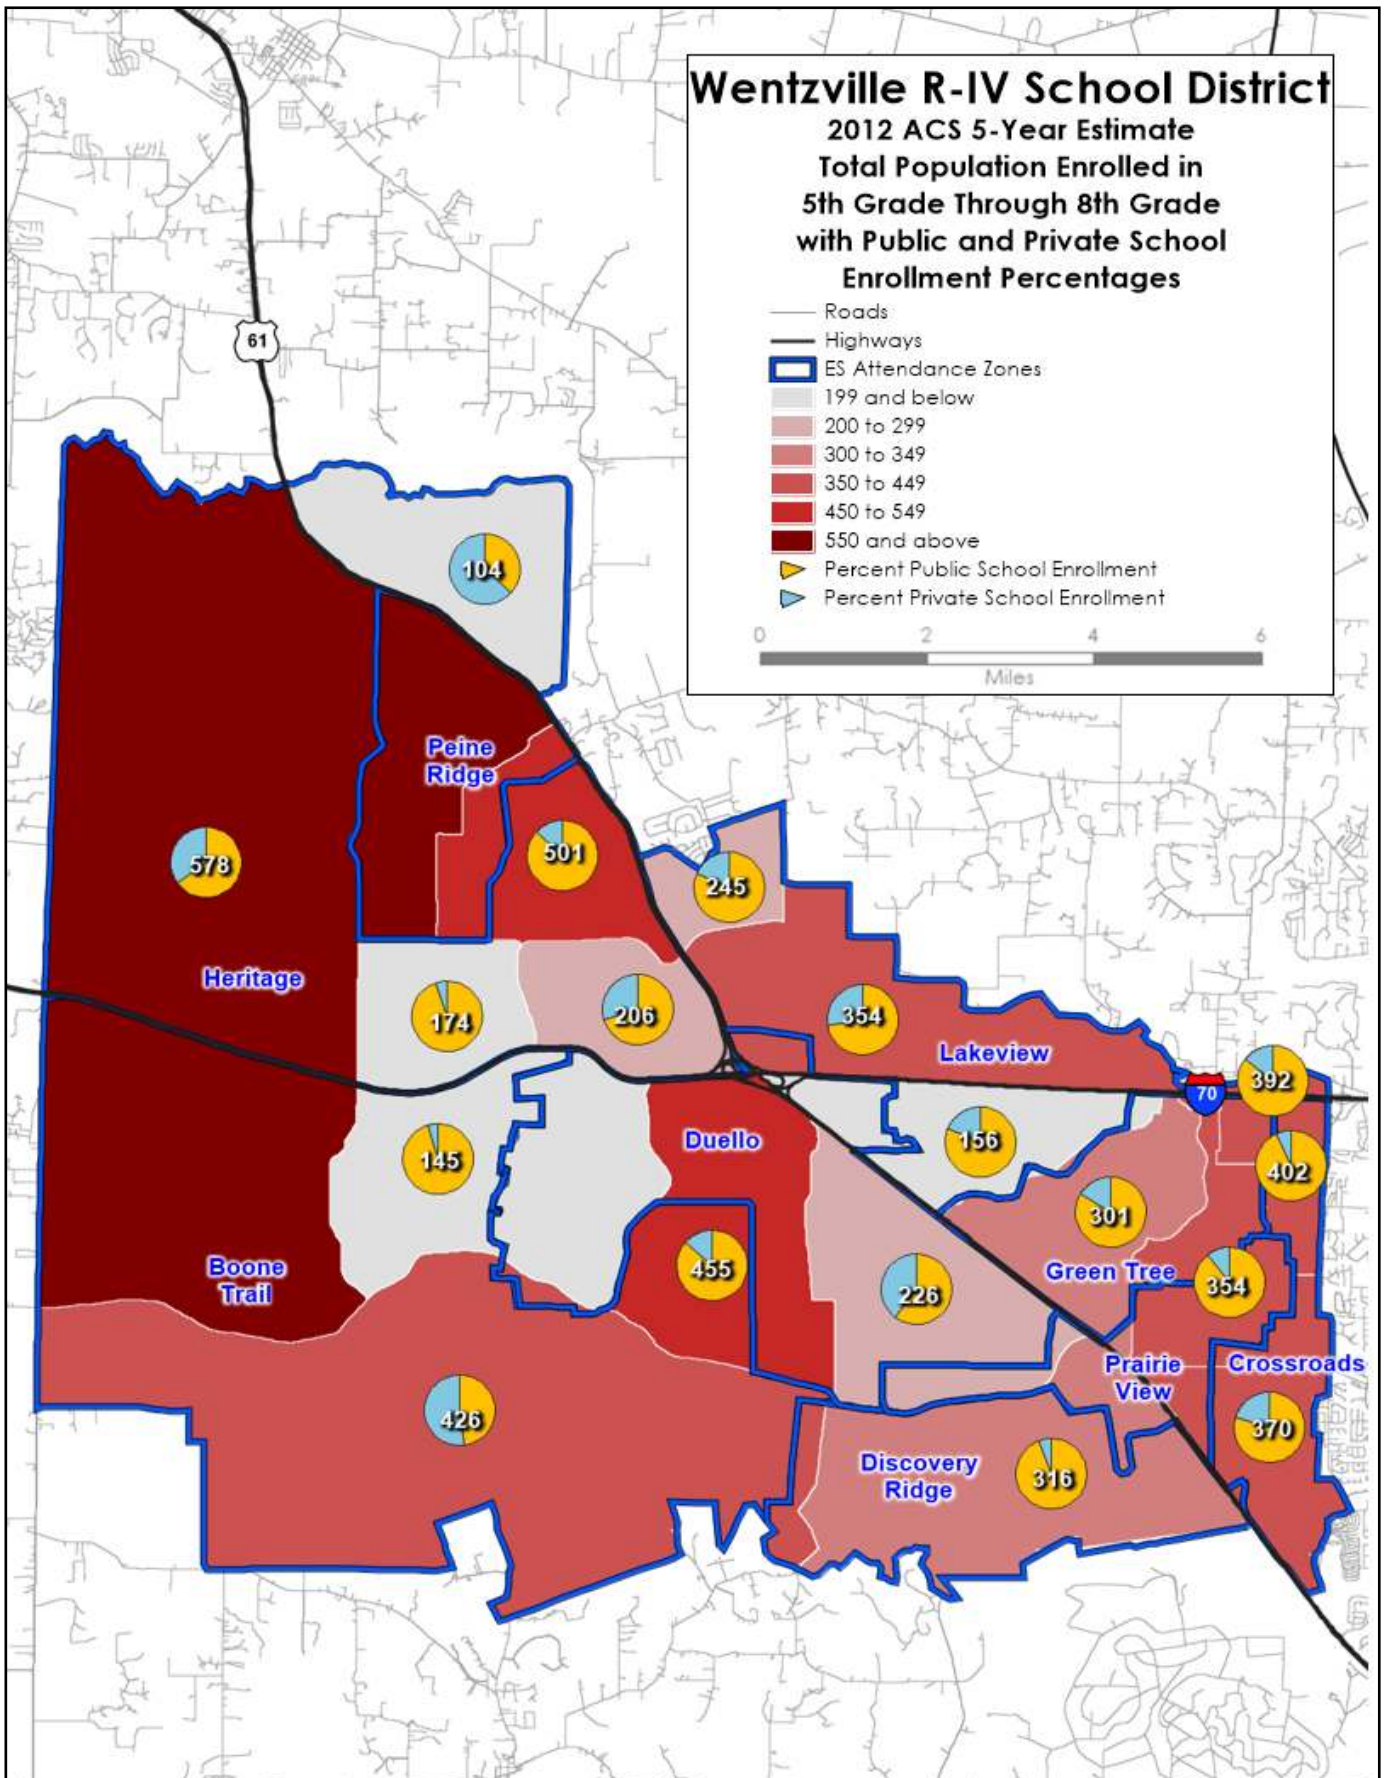 Wentzville R-IV School District
2012 ACS 5-Year Estimate
Total Population Enrolled in
5th Grade Through 8th Grade
with Public and Private School
Enrollment Percentages
Roads
Highways
ES Attendance Zones
199 and below
200 to 299
300 to 349
350 to 449
450 to 549
550 and above
Percent Public School Enrollment
Percent Private School Enrollment
0 2 4 6
Miles
61
104
Peine
Ridge
578
501
245
Heritage
174
206
354
Lakeview
392
70
Duello
156
402
145
301
Boone
Trail
455
226
Green Tree
354
Prairie
View
Crossroads
426
370
Discovery
Ridge
316